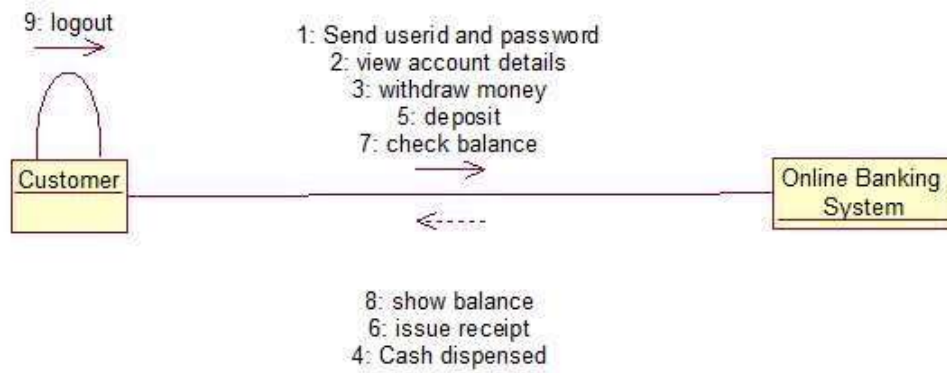 9: logout
1: Send userid and password
2: view account details
3: withdraw money
5: deposit
7: check balance
Customer
Online Banking
System
8: show balance
6: issue receipt
4: Cash dispensed